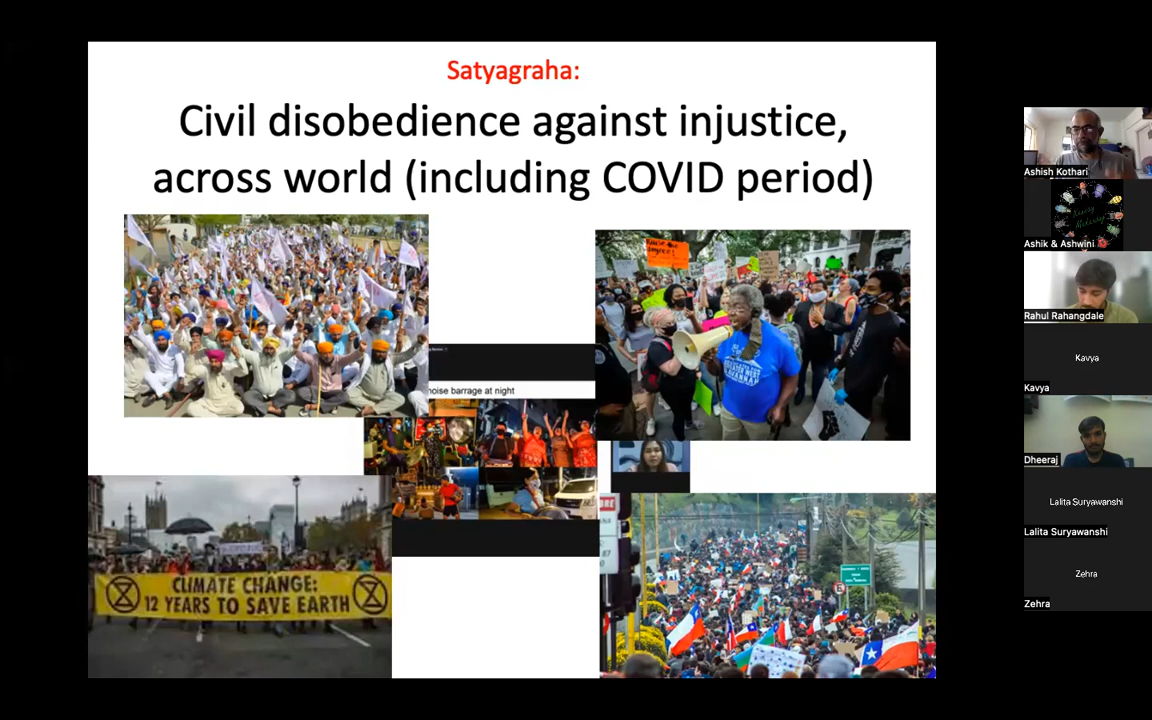 Satyagraha:
Civil disobedience against injustice,
across world (including COVID period)
noise barrage at night
CLIMATE CHANGE:
12 YEARS TO SAVE EARTH
Ashish Kothari
Ashik & Ashwini
Rahul Rahangdale
Kavya
Kavya
Dheeraj
Lalita Suryawanshi
Lalita Suryawanshi
Zehra
Zehra